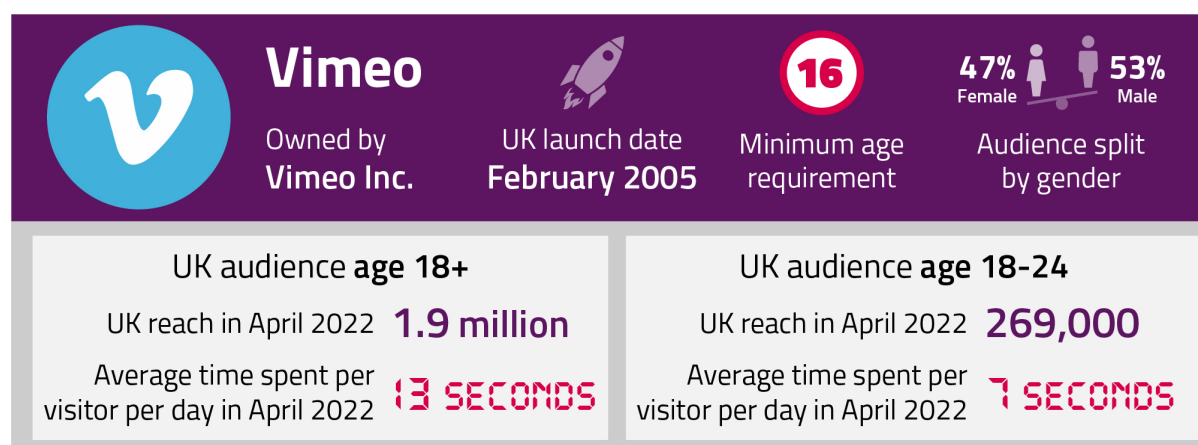 Vimeo
Owned by
Vimeo Inc.
UK launch date
February 2005
16
Minimum age
requirement
47%
Female
53%
Male
Audience split
by gender
UK audience age 18+
UK reach in April 2022 1.9 million
Average time spent per
visitor per day in April 2022 13 SECONDS
UK audience age 18-24
UK reach in April 2022 269,000
Average time spent per
visitor per day in April 2022 7 SECONDS